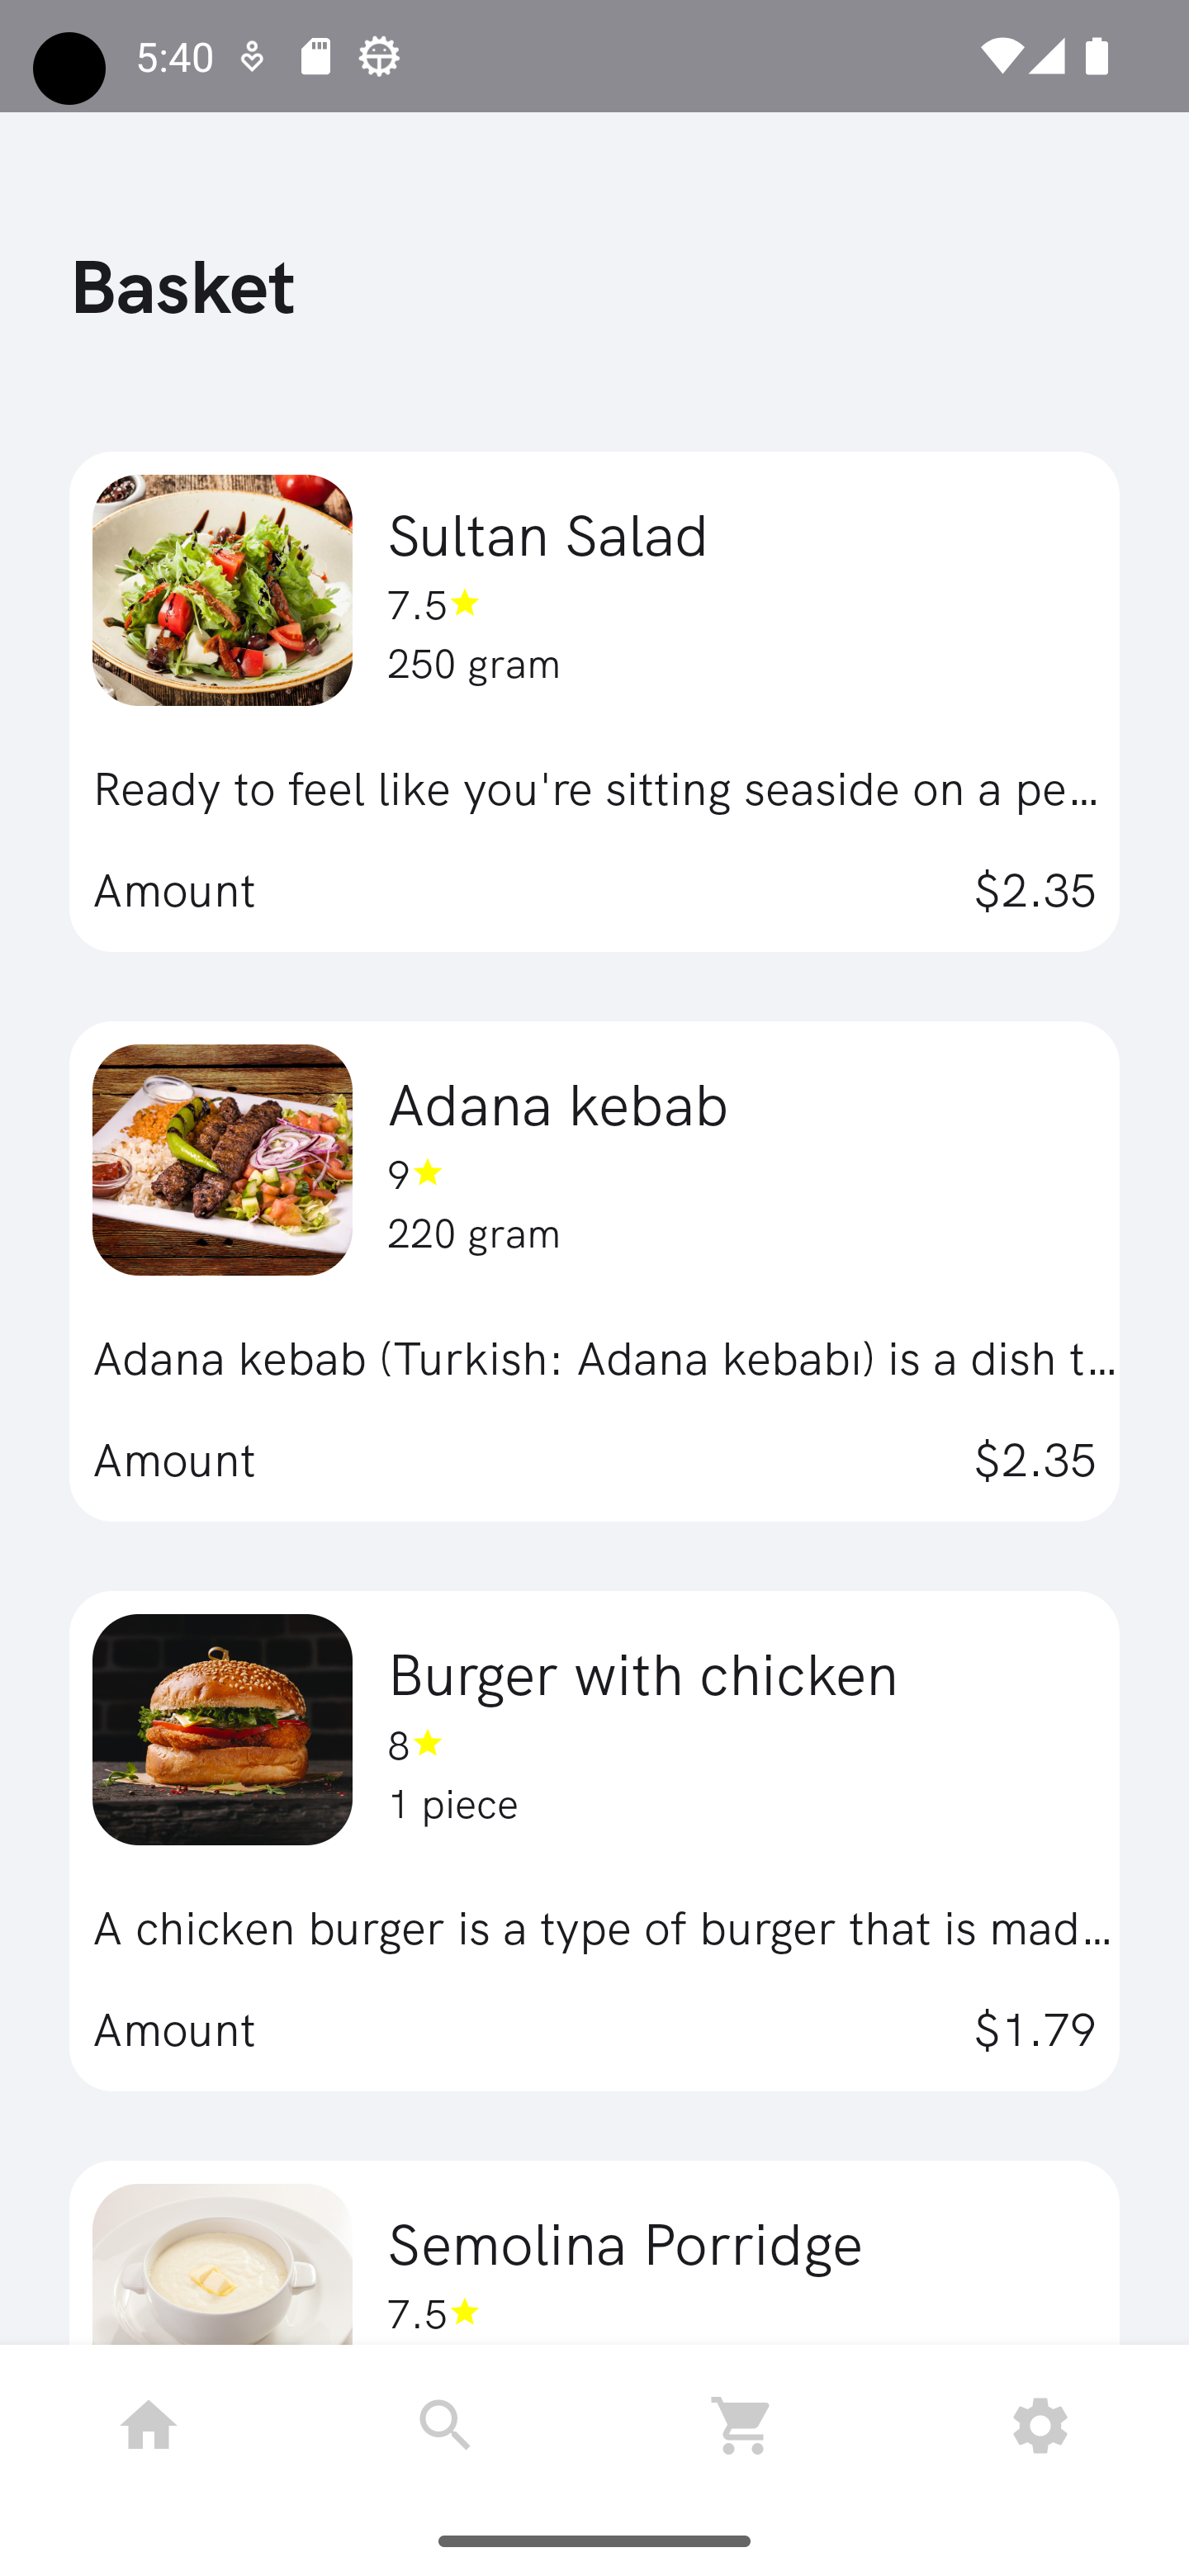 5:40
Basket
Sultan Salad
7.5
250 gram
Ready to feel like you're sitting seaside on a pe...
Amount $2.35
Adana kebab
9
220 gram
Adana kebab (Turkish: Adana kebabı) is a dish t...
Amount $2.35
Burger with chicken
8
1 piece
A chicken burger is a type of burger that is mad...
Amount $1.79
Semolina Porridge
7.5